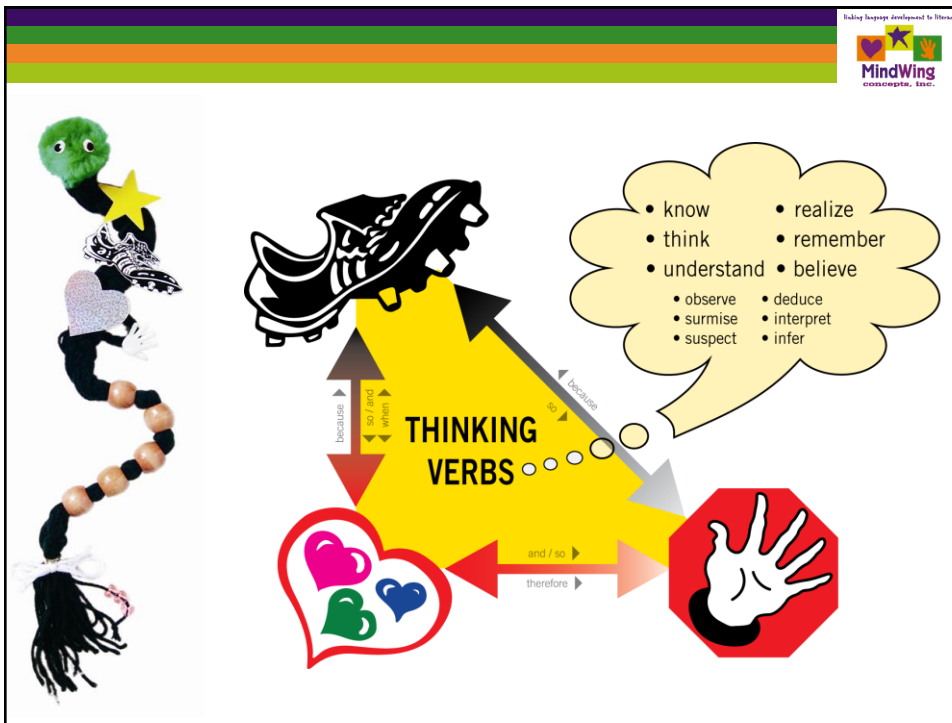 linking language development to literac
MindWing
concepts, inc.
• know
• think
• understand
• realize
• remember
• believe
• observe
• surmise
• suspect
• deduce
• interpret
• infer
because
so / and
when
because
so
THINKING
VERBS
and / so
therefore